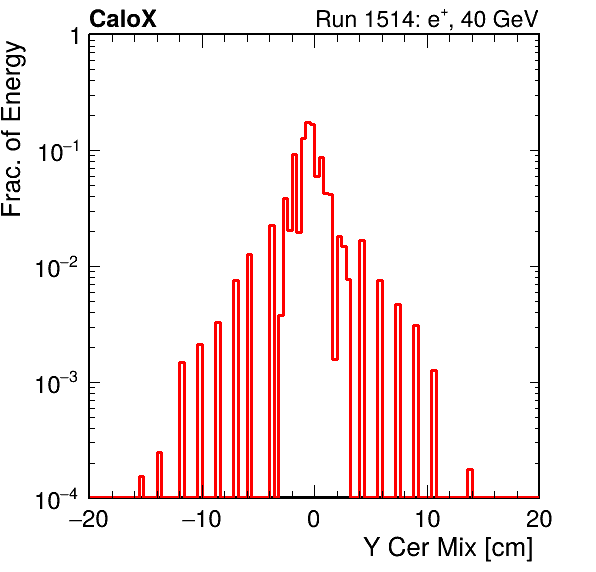 CaloX Run 1514: e⁺, 40 GeV
Frac. of Energy
1
10⁻¹
10⁻²
10⁻³
10⁻⁴
−20 −10 0 10 20
Y Cer Mix [cm]